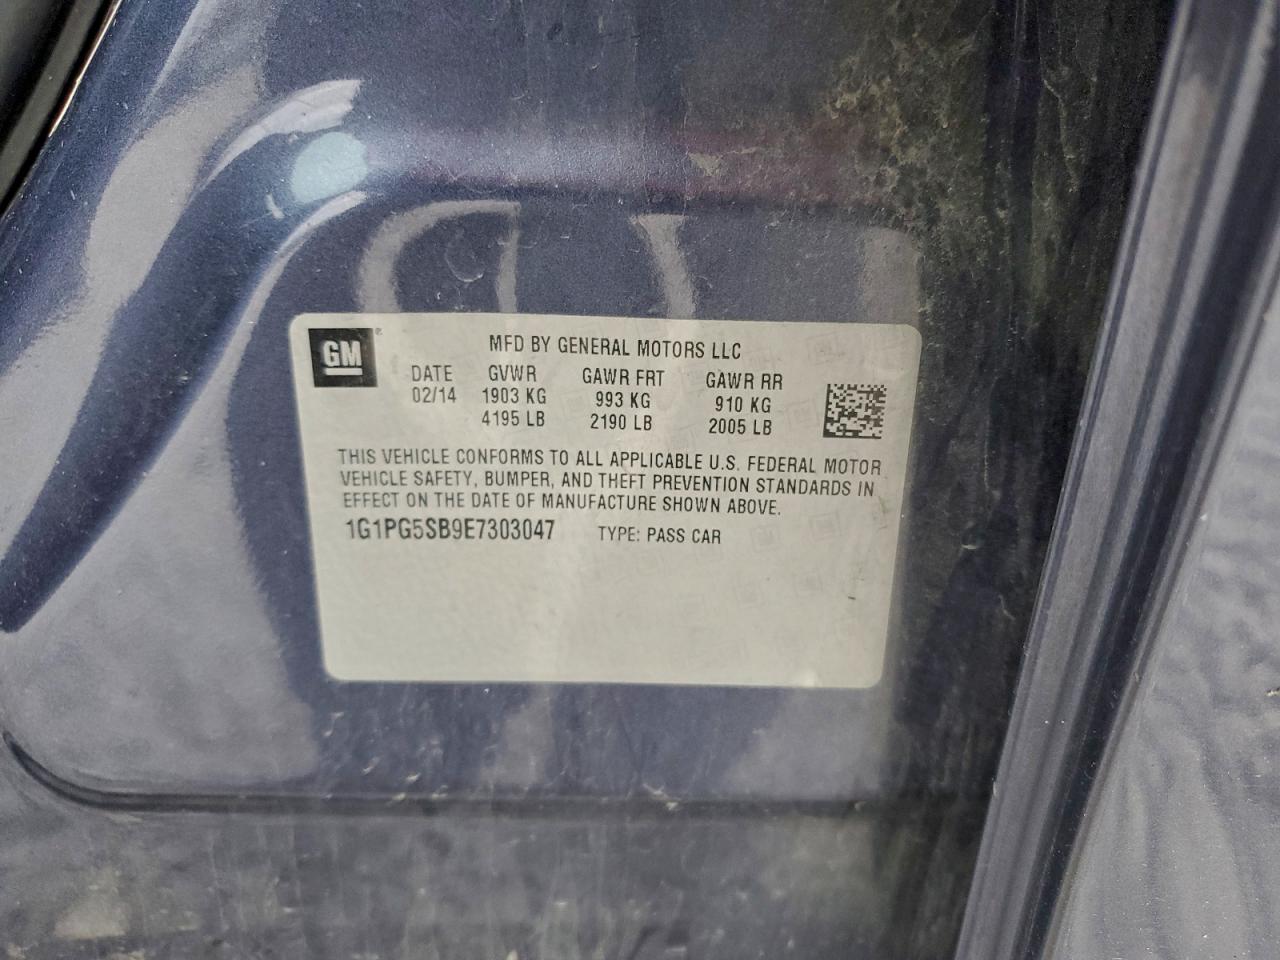 GM
MFD BY GENERAL MOTORS LLC
DATE GVWR GAWR FRT GAWR RR
02/14 1903 KG 993 KG 910 KG
4195 LB 2190 LB 2005 LB
THIS VEHICLE CONFORMS TO ALL APPLICABLE U.S. FEDERAL MOTOR
VEHICLE SAFETY, BUMPER, AND THEFT PREVENTION STANDARDS IN
EFFECT ON THE DATE OF MANUFACTURE SHOWN ABOVE.
1G1PG5SB9E7303047 TYPE: PASS CAR